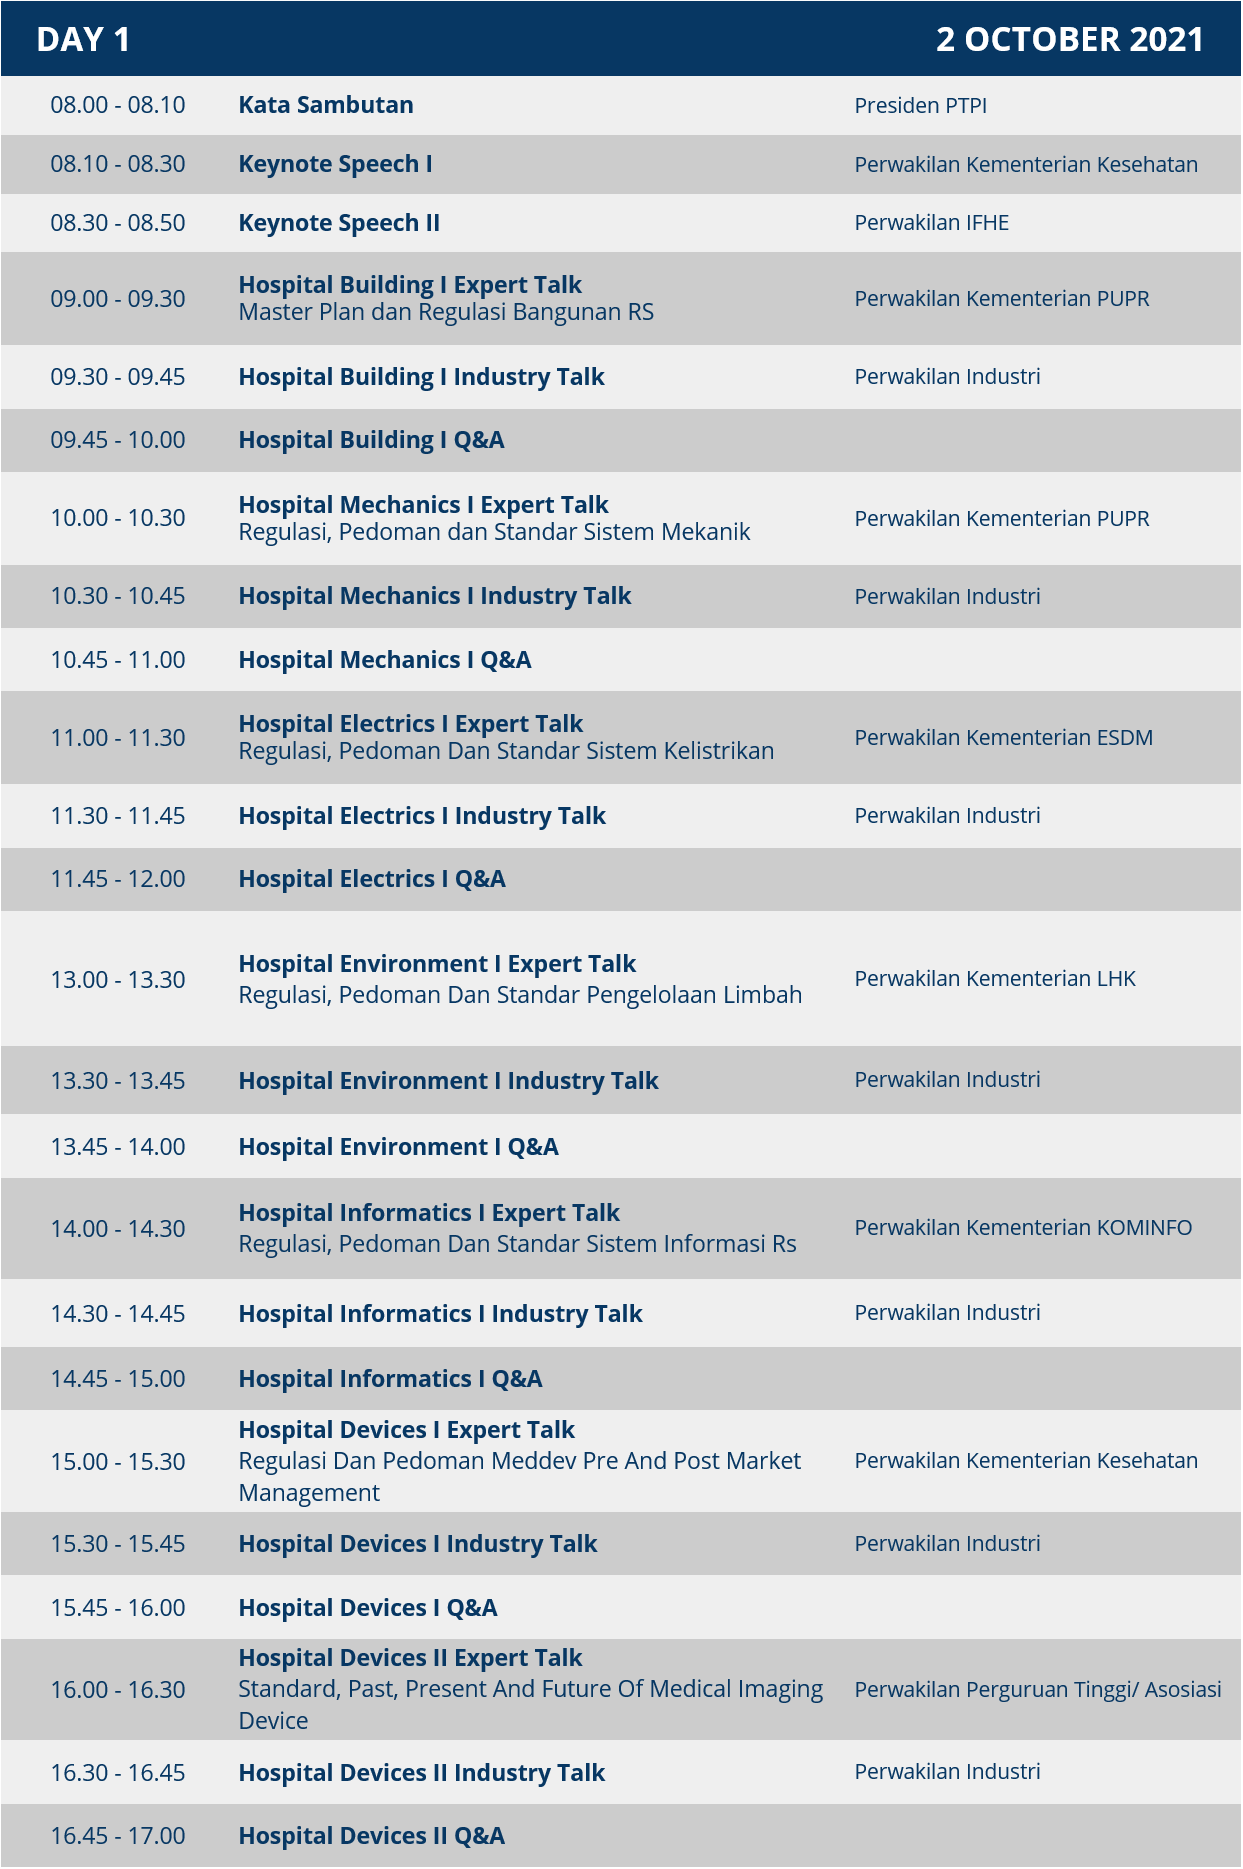 DAY 1 2 OCTOBER 2021
08.00 - 08.10 Kata Sambutan Presiden PTPI
08.10 - 08.30 Keynote Speech I Perwakilan Kementerian Kesehatan
08.30 - 08.50 Keynote Speech II Perwakilan IFHE
09.00 - 09.30 Hospital Building I Expert Talk
Master Plan dan Regulasi Bangunan RS Perwakilan Kementerian PUPR
09.30 - 09.45 Hospital Building I Industry Talk Perwakilan Industri
09.45 - 10.00 Hospital Building I Q&A
10.00 - 10.30 Hospital Mechanics I Expert Talk
Regulasi, Pedoman dan Standar Sistem Mekanik Perwakilan Kementerian PUPR
10.30 - 10.45 Hospital Mechanics I Industry Talk Perwakilan Industri
10.45 - 11.00 Hospital Mechanics I Q&A
11.00 - 11.30 Hospital Electrics I Expert Talk
Regulasi, Pedoman Dan Standar Sistem Kelistrikan Perwakilan Kementerian ESDM
11.30 - 11.45 Hospital Electrics I Industry Talk Perwakilan Industri
11.45 - 12.00 Hospital Electrics I Q&A
13.00 - 13.30 Hospital Environment I Expert Talk
Regulasi, Pedoman Dan Standar Pengelolaan Limbah Perwakilan Kementerian LHK
13.30 - 13.45 Hospital Environment I Industry Talk Perwakilan Industri
13.45 - 14.00 Hospital Environment I Q&A
14.00 - 14.30 Hospital Informatics I Expert Talk
Regulasi, Pedoman Dan Standar Sistem Informasi Rs Perwakilan Kementerian KOMINFO
14.30 - 14.45 Hospital Informatics I Industry Talk Perwakilan Industri
14.45 - 15.00 Hospital Informatics I Q&A
15.00 - 15.30 Hospital Devices I Expert Talk
Regulasi Dan Pedoman Meddev Pre And Post Market Perwakilan Kementerian Kesehatan
Management
15.30 - 15.45 Hospital Devices I Industry Talk Perwakilan Industri
15.45 - 16.00 Hospital Devices I Q&A
16.00 - 16.30 Hospital Devices II Expert Talk
Standard, Past, Present And Future Of Medical Imaging Perwakilan Perguruan Tinggi/ Asosiasi
Device
16.30 - 16.45 Hospital Devices II Industry Talk Perwakilan Industri
16.45 - 17.00 Hospital Devices II Q&A